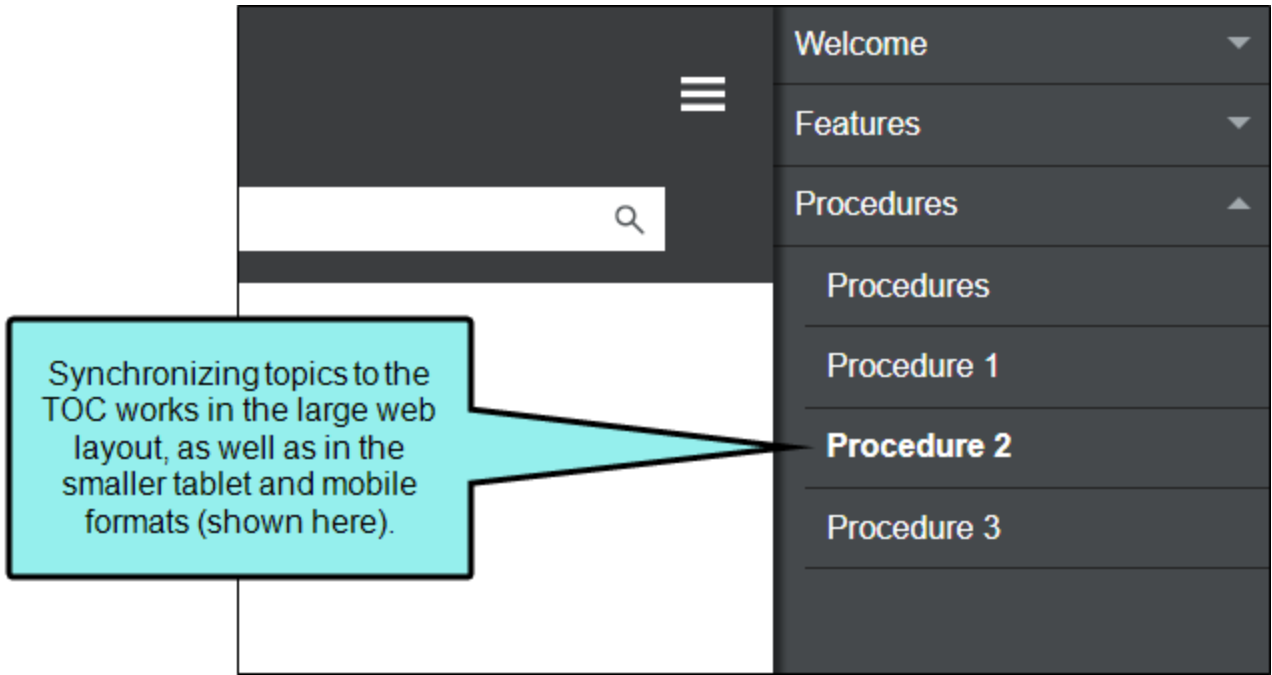 Welcome
Features
Procedures
Procedures
Procedure 1
Procedure 2
Procedure 3
Synchronizing topics to the
TOC works in the large web
layout, as well as in the
smaller tablet and mobile
formats (shown here).